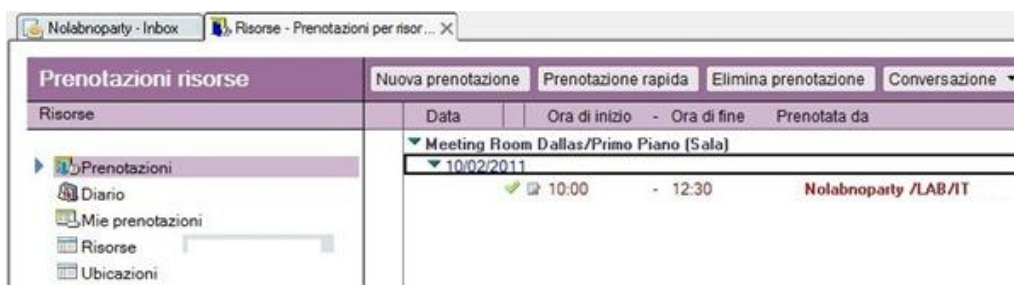 Nolabnoparty - Inbox
Risorse - Prenotazioni per risor...
Prenotazioni risorse
Nuova prenotazione
Prenotazione rapida
Elimina prenotazione
Conversazione
Risorse
Data
Ora di inizio - Ora di fine
Prenotata da
Prenotazioni
Diario
Mie prenotazioni
Risorse
Ubicazioni
Meeting Room Dallas/Primo Piano (Sala)
10/02/2011
10:00 - 12:30 Nolabnoparty /LAB/IT